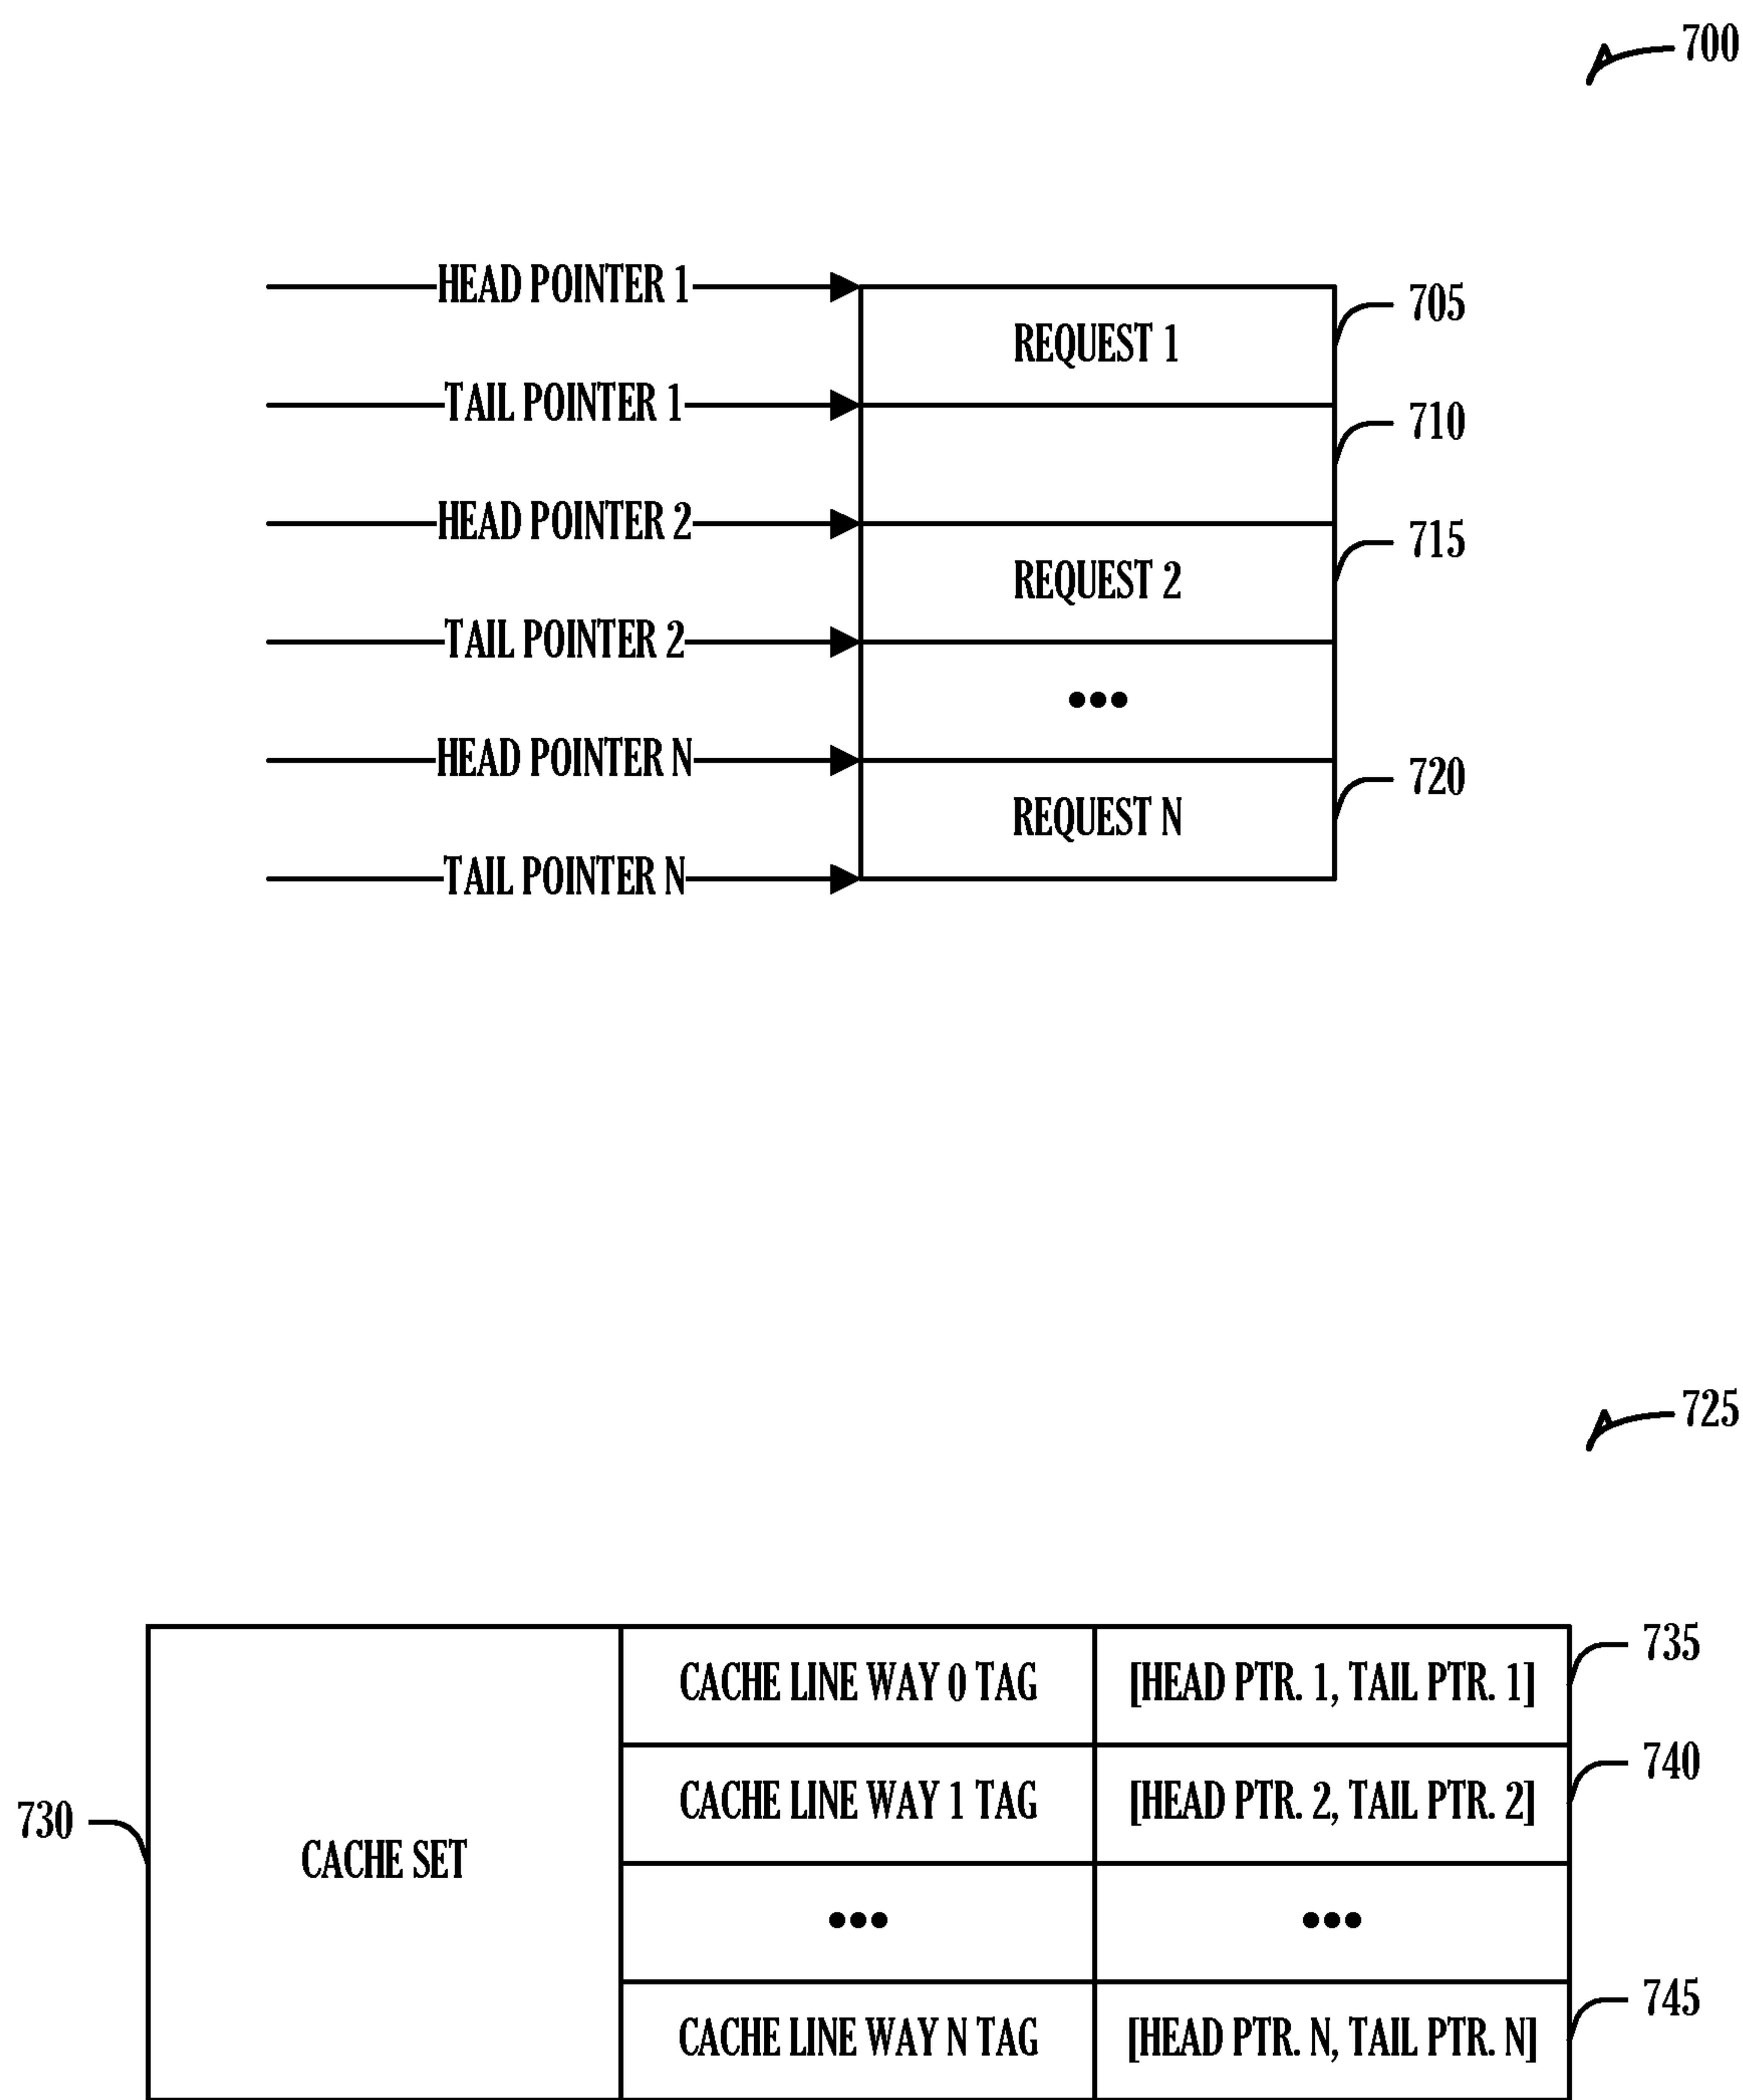 700
HEAD POINTER 1
705
REQUEST 1
TAIL POINTER 1
710
HEAD POINTER 2
715
REQUEST 2
TAIL POINTER 2
•••
HEAD POINTER N
720
REQUEST N
TAIL POINTER N
725
735
CACHE LINE WAY 0 TAG [HEAD PTR. 1, TAIL PTR. 1]
740
CACHE LINE WAY 1 TAG [HEAD PTR. 2, TAIL PTR. 2]
730
CACHE SET
••• •••
745
CACHE LINE WAY N TAG [HEAD PTR. N, TAIL PTR. N]